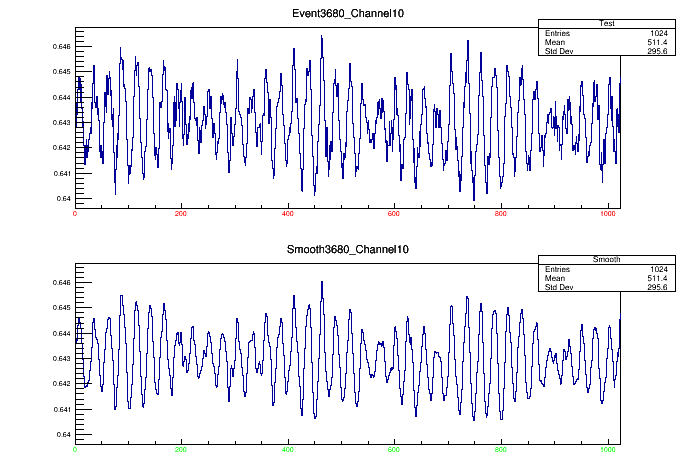 Event3680_Channel10
Test
Entries 1024
Mean 511.4
Std Dev 295.6
0.646
0.645
0.644
0.643
0.642
0.641
0.64
0 200 400 600 800 1000
Smooth3680_Channel10
Smooth
Entries 1024
Mean 511.4
Std Dev 295.6
0.646
0.645
0.644
0.643
0.642
0.641
0.64
0 200 400 600 800 1000